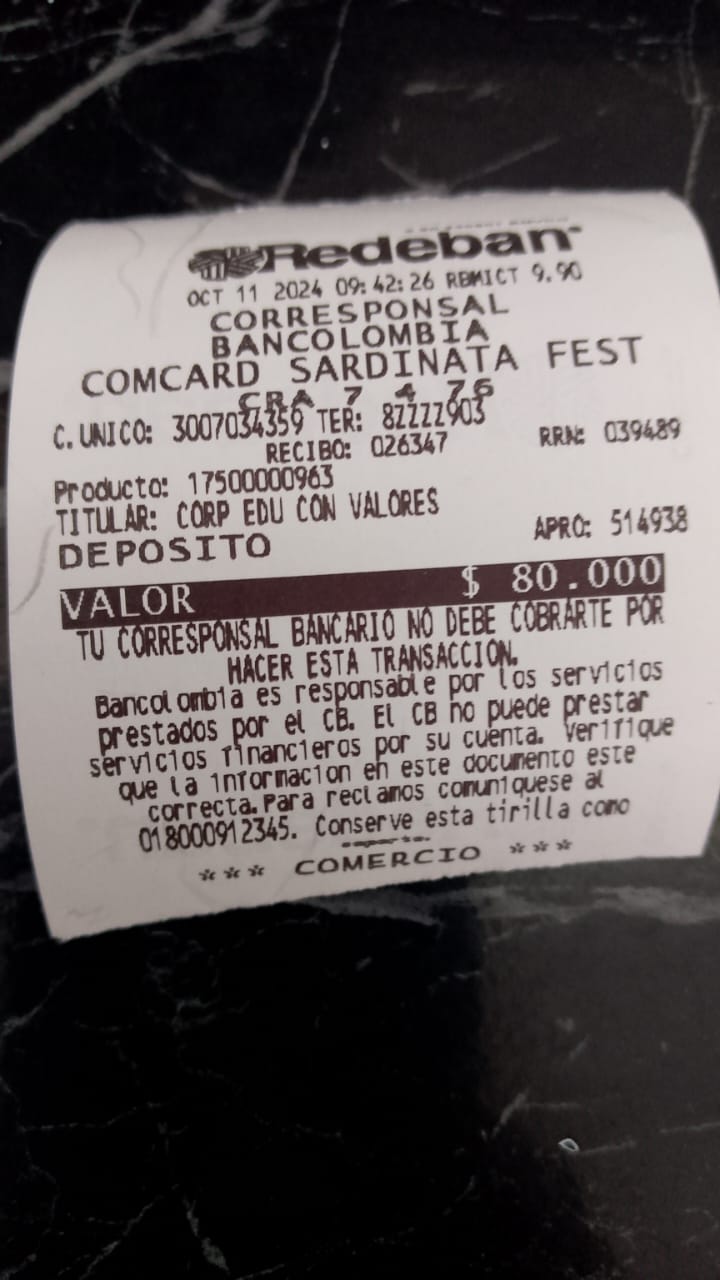 Redeban
OCT 11 2024 09:42:26 RBMICT 9.90
CORRESPONSAL
BANCOLOMBIA
COMCARD SARDINATA FEST
CRA 7 4 76
C. UNICO: 3007034359 TER: 82222903
RECIBO: 026347 RRN: 039489
Producto: 17500000963
TITULAR: CORP EDU CON VALORES
DEPOSITO APRO: 514938
VALOR $ 80.000
TU CORRESPONSAL BANCARIO NO DEBE COBRARTE POR
HACER ESTA TRANSACCION.
Bancolombia es responsable por los servicios
prestados por el CB. El CB no puede prestar
servicios financieros por su cuenta. Verifique
que la informacion en este documento este
correcta. Para reclamos comuniquese al
018000912345. Conserve esta tirilla como
*** COMERCIO ***